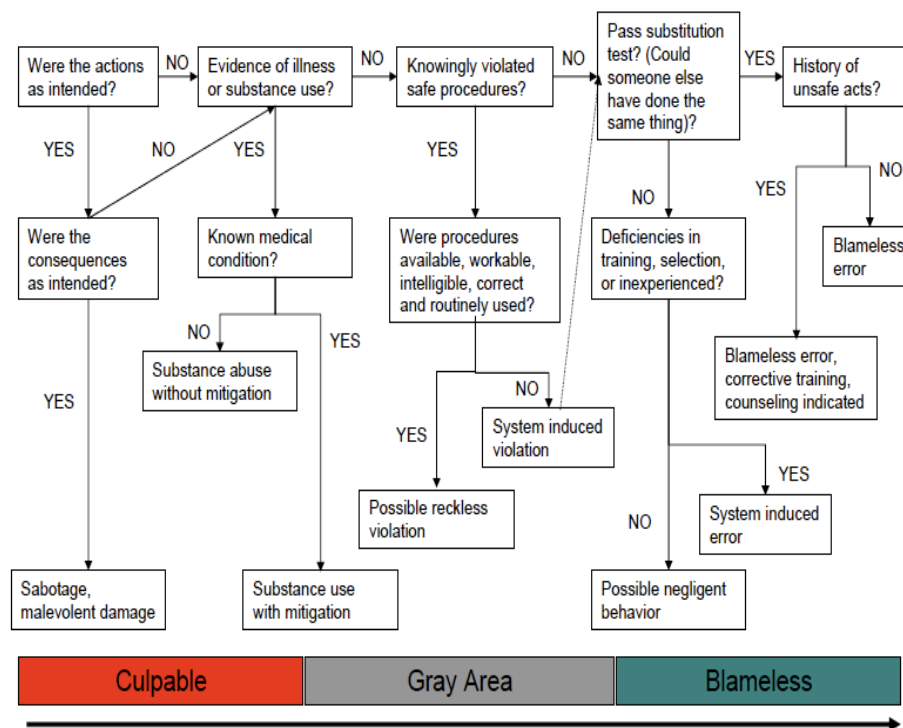 Were the actions
as intended?
NO
Evidence of illness
or substance use?
NO
Knowingly violated
safe procedures?
NO
Pass substitution
test? (Could
someone else
have done the
same thing)?
YES
History of
unsafe acts?
YES
NO
YES
YES
NO
YES
NO
Were the
consequences
as intended?
Known medical
condition?
Were procedures
available, workable,
intelligible, correct
and routinely used?
Deficiencies in
training, selection,
or inexperienced?
Blameless
error
NO
YES
Substance abuse
without mitigation
YES
YES
NO
System induced
violation
Blameless error,
corrective training,
counseling indicated
Possible reckless
violation
NO
YES
System induced
error
Sabotage,
malevolent damage
Substance use
with mitigation
Possible negligent
behavior
Culpable
Gray Area
Blameless